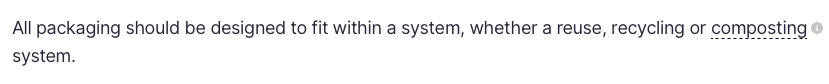 All packaging should be designed to fit within a system, whether a reuse, recycling or composting
system.